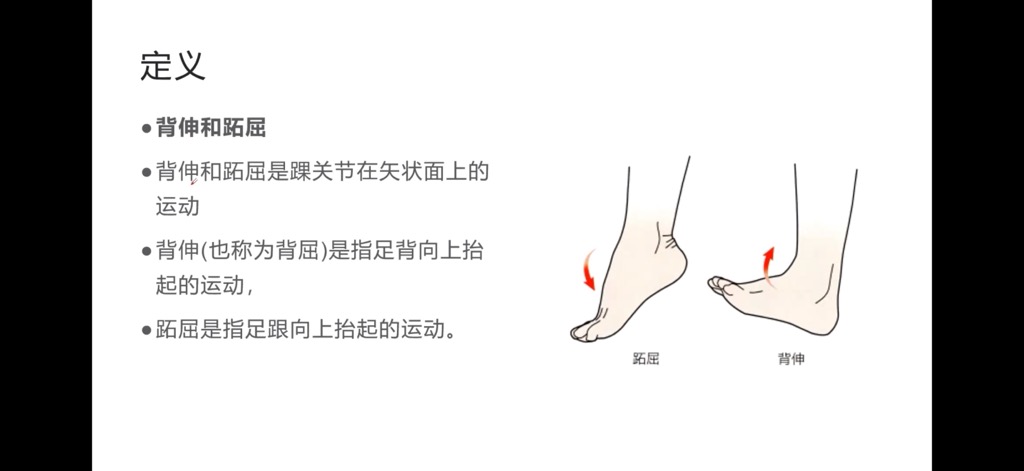 定义
●背伸和跖屈
●背伸和跖屈是踝关节在矢状面上的
运动
●背伸(也称为背屈)是指足背向上抬
起的运动，
●跖屈是指足跟向上抬起的运动。
跖屈
背伸